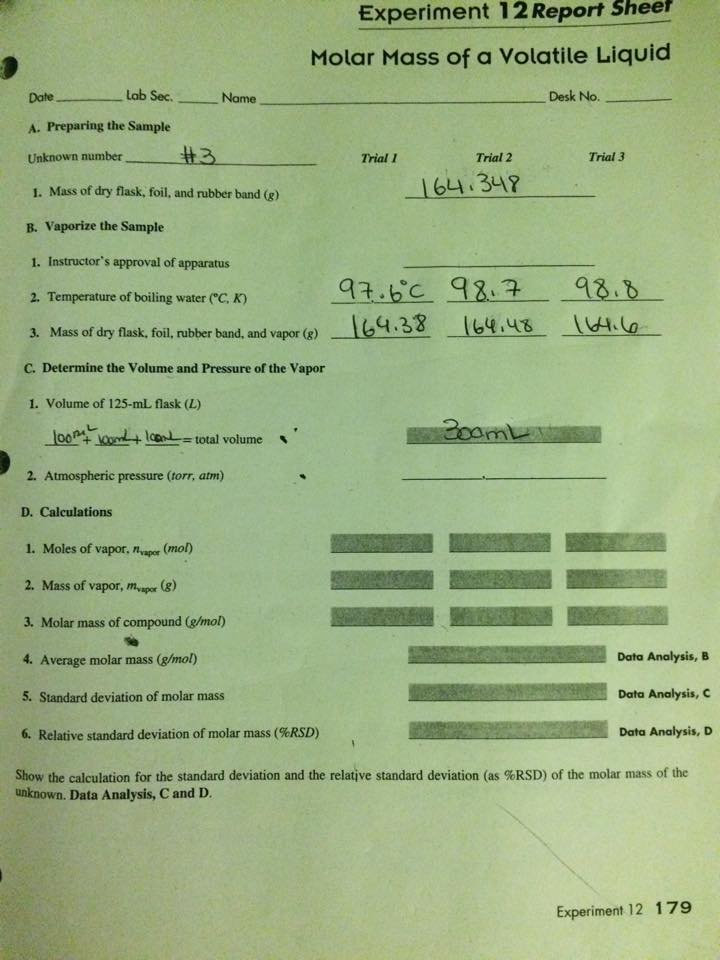 Experiment 12 Report Sheet
Molar Mass of a Volatile Liquid
Date Lab Sec. Name Desk No.
A. Preparing the Sample
Unknown number #3 Trial 1 Trial 2 Trial 3
1. Mass of dry flask, foil, and rubber band (g) 164.348
B. Vaporize the Sample
1. Instructor's approval of apparatus
2. Temperature of boiling water (°C, K) 97.6°C 98.7 98.8
3. Mass of dry flask, foil, rubber band, and vapor (g) 164.38 164.48 164.6
C. Determine the Volume and Pressure of the Vapor
1. Volume of 125-mL flask (L)
100mL + 100mL + 100mL = total volume 300mL
2. Atmospheric pressure (torr, atm)
D. Calculations
1. Moles of vapor, nvapor (mol)
2. Mass of vapor, mvapor (g)
3. Molar mass of compound (g/mol)
4. Average molar mass (g/mol) Data Analysis, B
5. Standard deviation of molar mass Data Analysis, C
6. Relative standard deviation of molar mass (%RSD) Data Analysis, D
Show the calculation for the standard deviation and the relative standard deviation (as %RSD) of the molar mass of the
unknown. Data Analysis, C and D.
Experiment 12 179